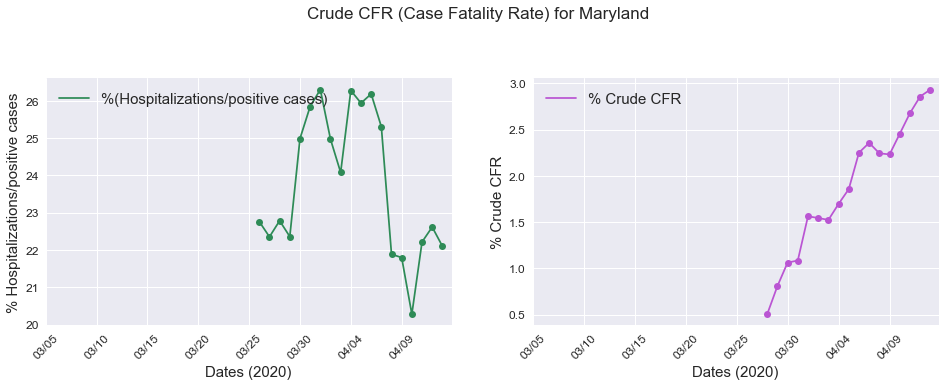 Crude CFR (Case Fatality Rate) for Maryland
% Hospitalizations/positive cases
%(Hospitalizations/positive cases)
26
25
24
23
22
21
20
03/05 03/10 03/15 03/20 03/25 03/30 04/04 04/09
Dates (2020)
% Crude CFR
% Crude CFR
3.0
2.5
2.0
1.5
1.0
0.5
03/05 03/10 03/15 03/20 03/25 03/30 04/04 04/09
Dates (2020)